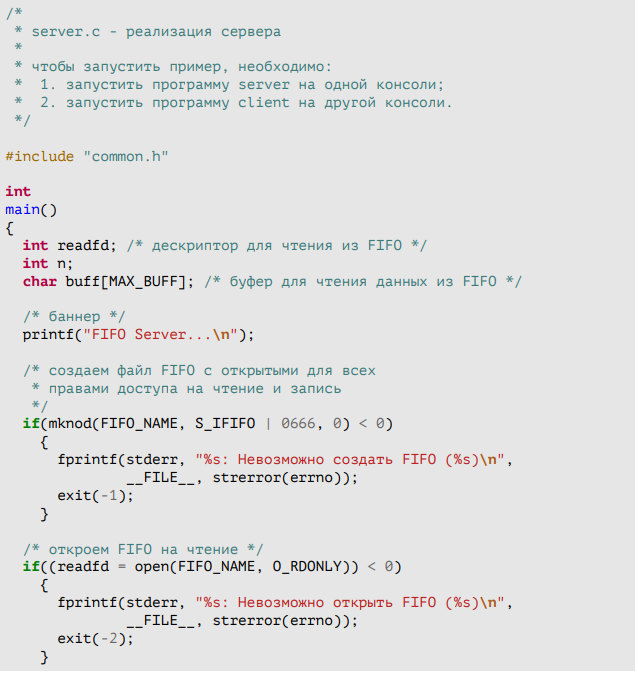 /*
 * server.c - реализация сервера
 *
 * чтобы запустить пример, необходимо:
 *  1. запустить программу server на одной консоли;
 *  2. запустить программу client на другой консоли.
 */

#include "common.h"

int
main()
{
  int readfd; /* дескриптор для чтения из FIFO */
  int n;
  char buff[MAX_BUFF]; /* буфер для чтения данных из FIFO */

  /* баннер */
  printf("FIFO Server...\n");

  /* создаем файл FIFO с открытыми для всех
   * правами доступа на чтение и запись
   */
  if(mknod(FIFO_NAME, S_IFIFO | 0666, 0) < 0)
    {
      fprintf(stderr, "%s: Невозможно создать FIFO (%s)\n",
              __FILE__, strerror(errno));
      exit(-1);
    }

  /* откроем FIFO на чтение */
  if((readfd = open(FIFO_NAME, O_RDONLY)) < 0)
    {
      fprintf(stderr, "%s: Невозможно открыть FIFO (%s)\n",
              __FILE__, strerror(errno));
      exit(-2);
    }